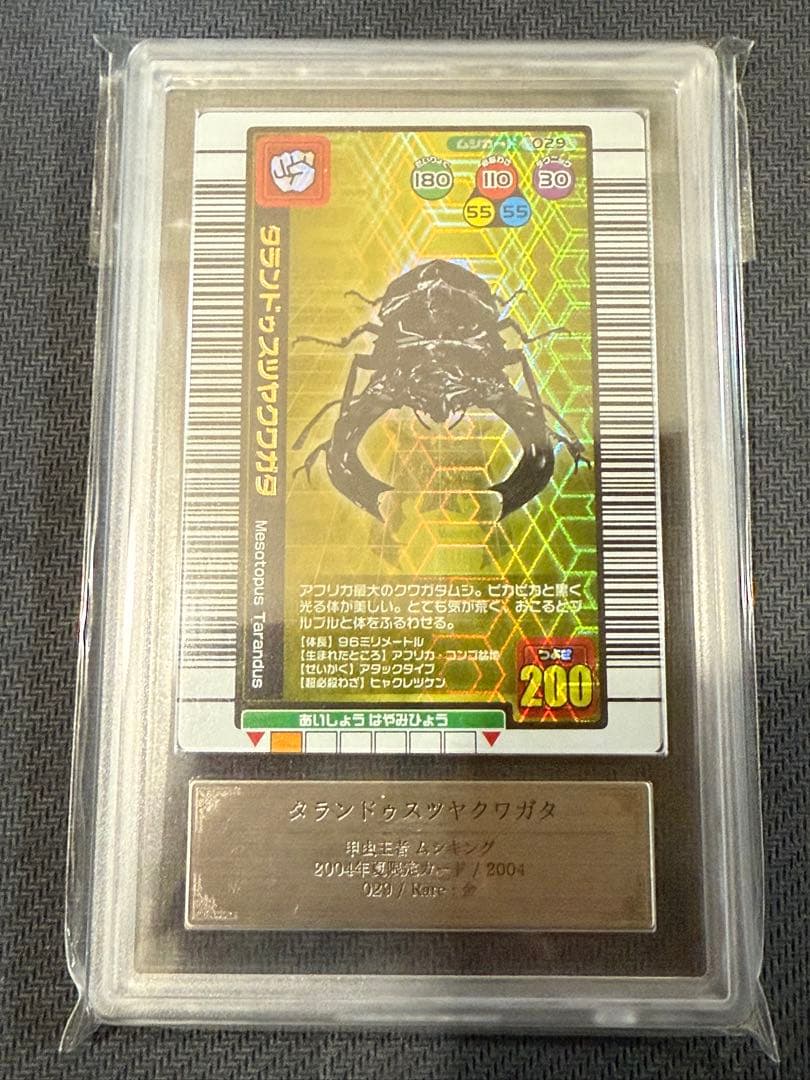 ムシカード 029
180
110
30
55 55
タランドゥスツヤクワガタ
Mesotopus Tarandus
アフリカ最大のクワガタムシ。ピカピカと黒く
光る体が美しい。とても気が荒く、おこるとブ
ルブルと体をふるわせる。
【体長】96ミリメートル
【生まれたところ】アフリカ・コンゴ盆地
【せいかく】アタックタイプ
【超必殺わざ】ヒャクレツケン
つよさ
200
あいしょう はやみひょう
タランドゥスツヤクワガタ
甲虫王者 ムシキング
2004年夏限定カード / 2004
029 / Rare : 金